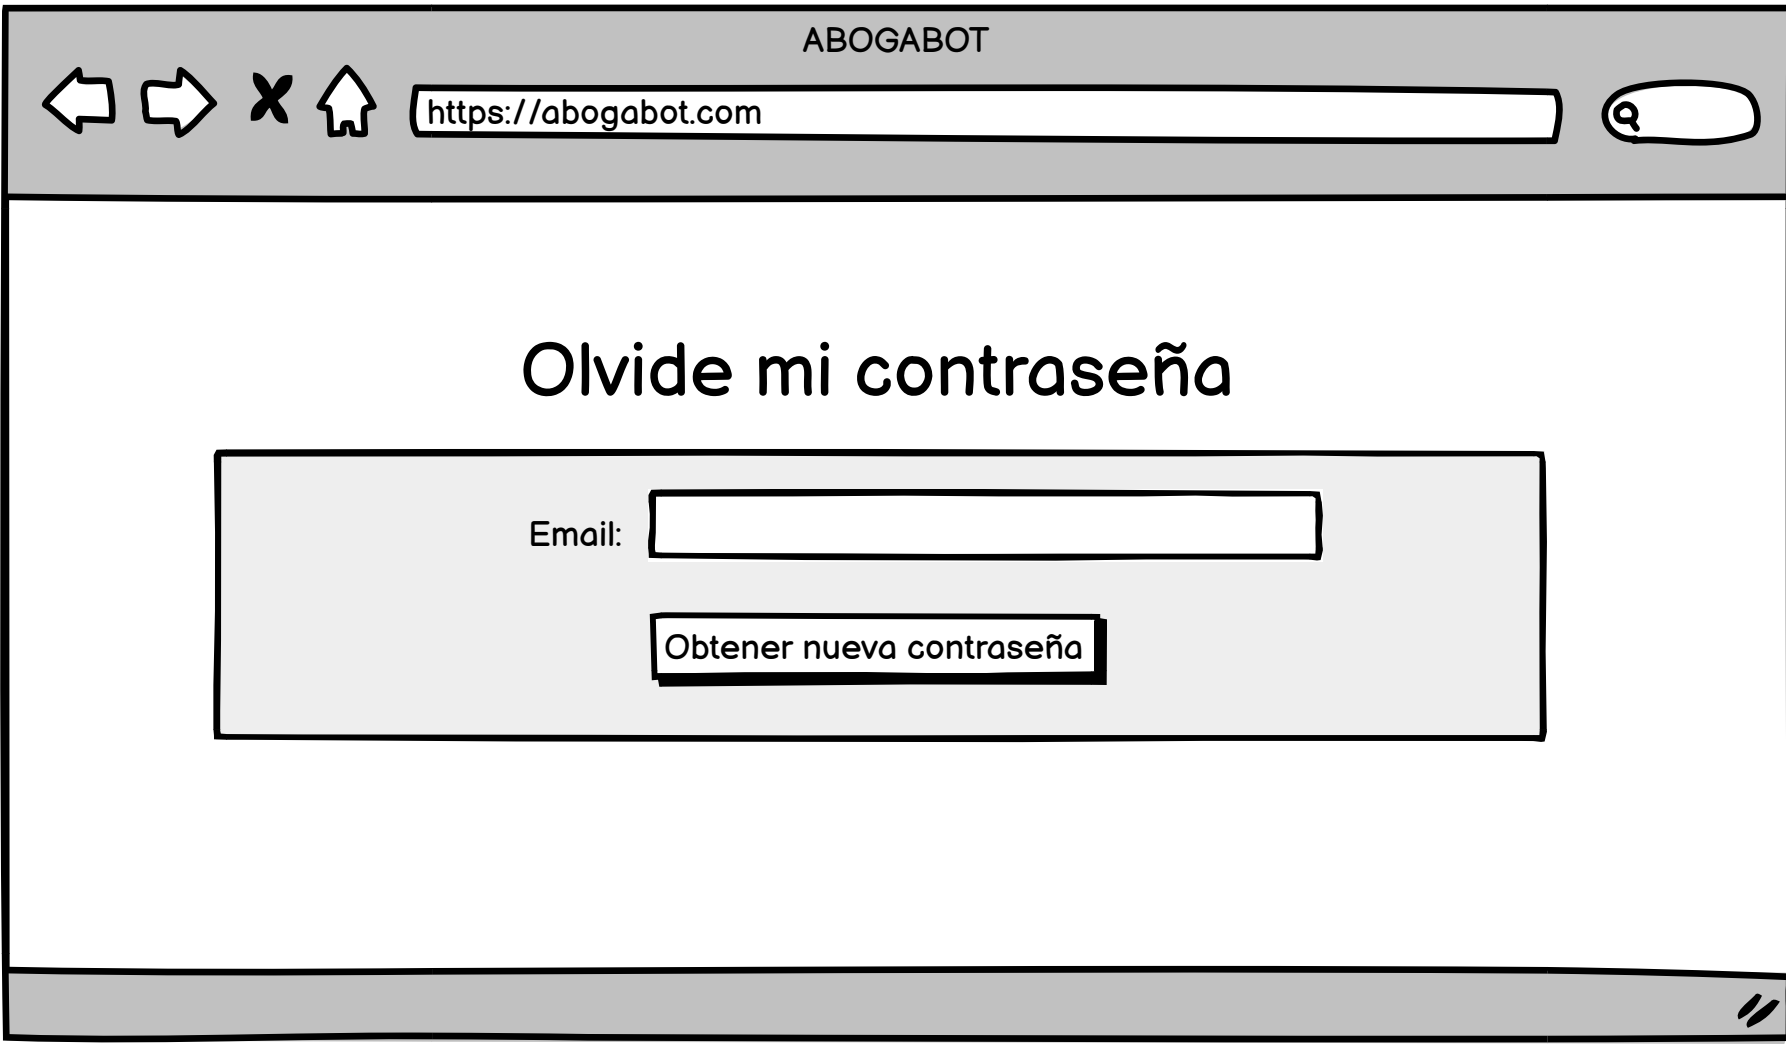 ABOGABOT
https://abogabot.com
Olvide mi contraseña
Email:
Obtener nueva contraseña